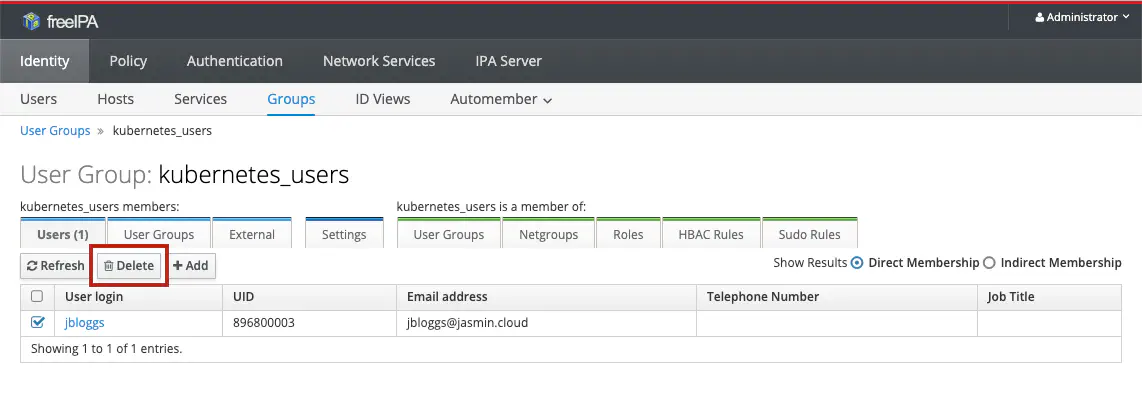 freeIPA Administrator
Identity Policy Authentication Network Services IPA Server
Users Hosts Services Groups ID Views Automember
User Groups » kubernetes_users
User Group: kubernetes_users
kubernetes_users members: kubernetes_users is a member of:
Users (1) User Groups External Settings User Groups Netgroups Roles HBAC Rules Sudo Rules
Refresh Delete + Add Show Results Direct Membership Indirect Membership
User login UID Email address Telephone Number Job Title
jbloggs 896800003 jbloggs@jasmin.cloud
Showing 1 to 1 of 1 entries.